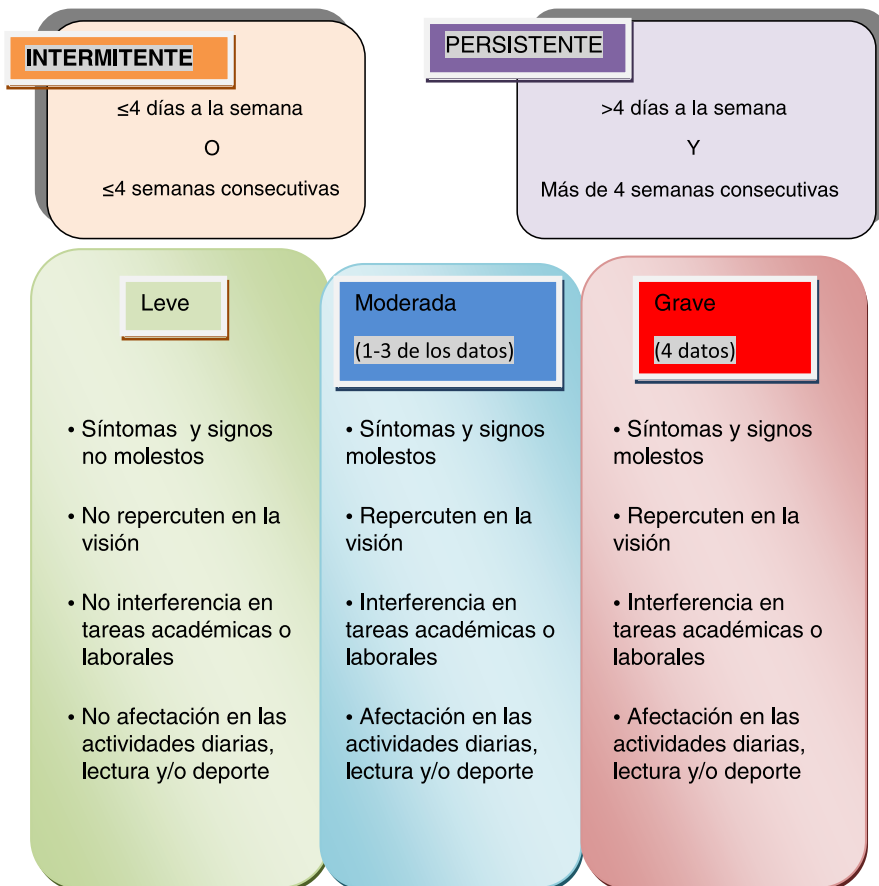 INTERMITENTE
≤4 días a la semana
O
≤4 semanas consecutivas
PERSISTENTE
>4 días a la semana
Y
Más de 4 semanas consecutivas
Leve
• Síntomas y signos
no molestos
• No repercuten en la
visión
• No interferencia en
tareas académicas o
laborales
• No afectación en las
actividades diarias,
lectura y/o deporte
Moderada
(1-3 de los datos)
• Síntomas y signos
molestos
• Repercuten en la
visión
• Interferencia en
tareas académicas o
laborales
• Afectación en las
actividades diarias,
lectura y/o deporte
Grave
(4 datos)
• Síntomas y signos
molestos
• Repercuten en la
visión
• Interferencia en
tareas académicas o
laborales
• Afectación en las
actividades diarias,
lectura y/o deporte